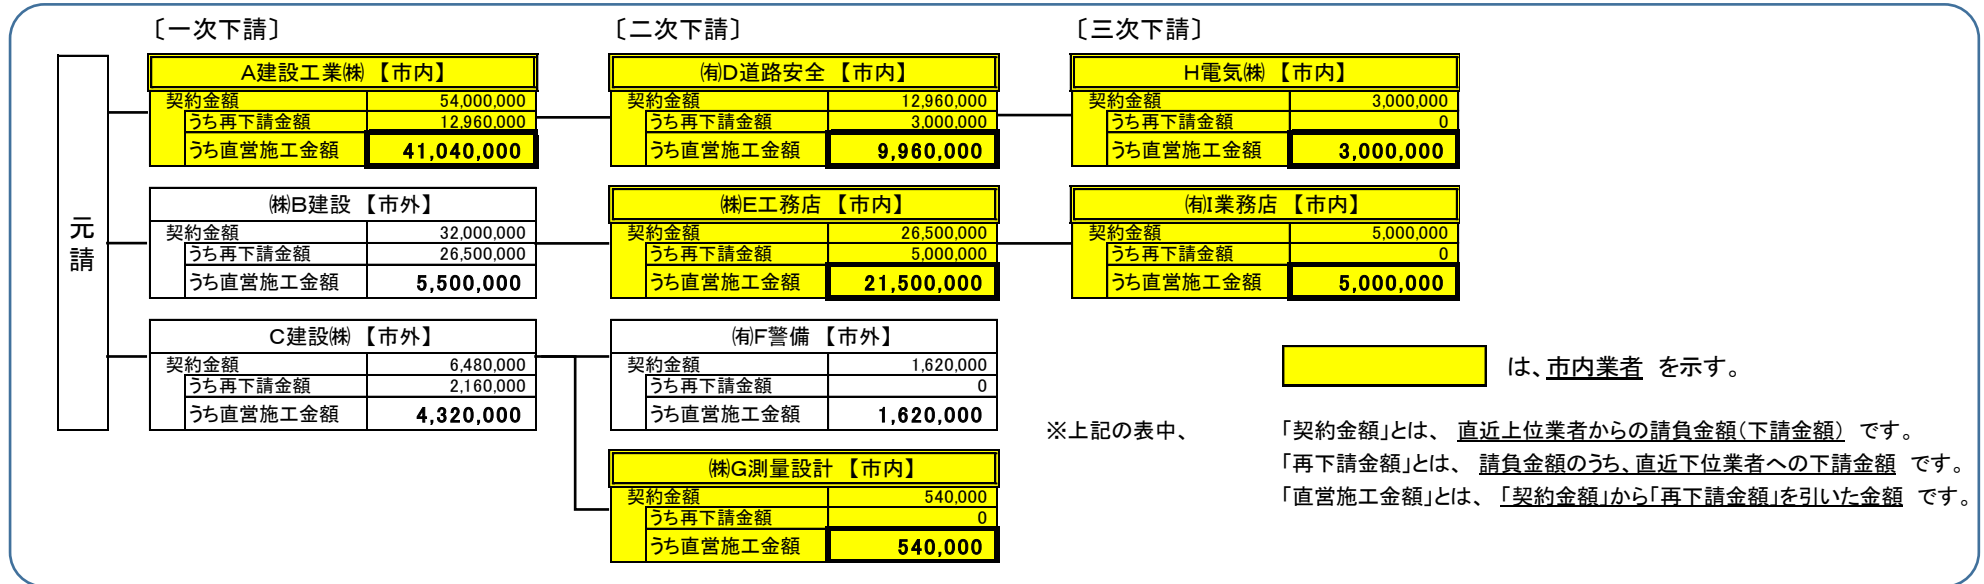 〔一次下請〕
〔二次下請〕
〔三次下請〕
元請
A建設工業㈱ 【市内】
契約金額 54,000,000
うち再下請金額 12,960,000
うち直営施工金額 41,040,000
㈲D道路安全 【市内】
契約金額 12,960,000
うち再下請金額 3,000,000
うち直営施工金額 9,960,000
H電気㈱ 【市内】
契約金額 3,000,000
うち再下請金額 0
うち直営施工金額 3,000,000
㈱B建設 【市外】
契約金額 32,000,000
うち再下請金額 26,500,000
うち直営施工金額 5,500,000
㈱E工務店 【市内】
契約金額 26,500,000
うち再下請金額 5,000,000
うち直営施工金額 21,500,000
㈲I業務店 【市内】
契約金額 5,000,000
うち再下請金額 0
うち直営施工金額 5,000,000
C建設㈱ 【市外】
契約金額 6,480,000
うち再下請金額 2,160,000
うち直営施工金額 4,320,000
㈲F警備 【市外】
契約金額 1,620,000
うち再下請金額 0
うち直営施工金額 1,620,000
㈱G測量設計 【市内】
契約金額 540,000
うち再下請金額 0
うち直営施工金額 540,000
は、市内業者 を示す。
※上記の表中、 「契約金額」とは、 直近上位業者からの請負金額(下請金額) です。
「再下請金額」とは、 請負金額のうち、直近下位業者への下請金額 です。
「直営施工金額」とは、 「契約金額」から「再下請金額」を引いた金額 です。